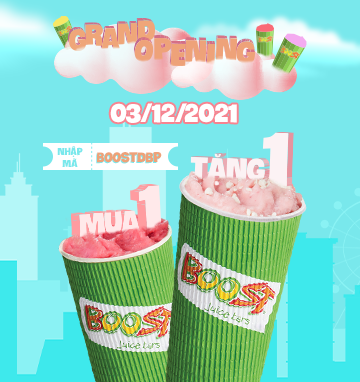 GRAND
OPENING
03/12/2021
NHẬP
MÃ
BOOSTDBP
TẶNG 1
MUA 1
BOOST
juice bars
BOOST
juice bars